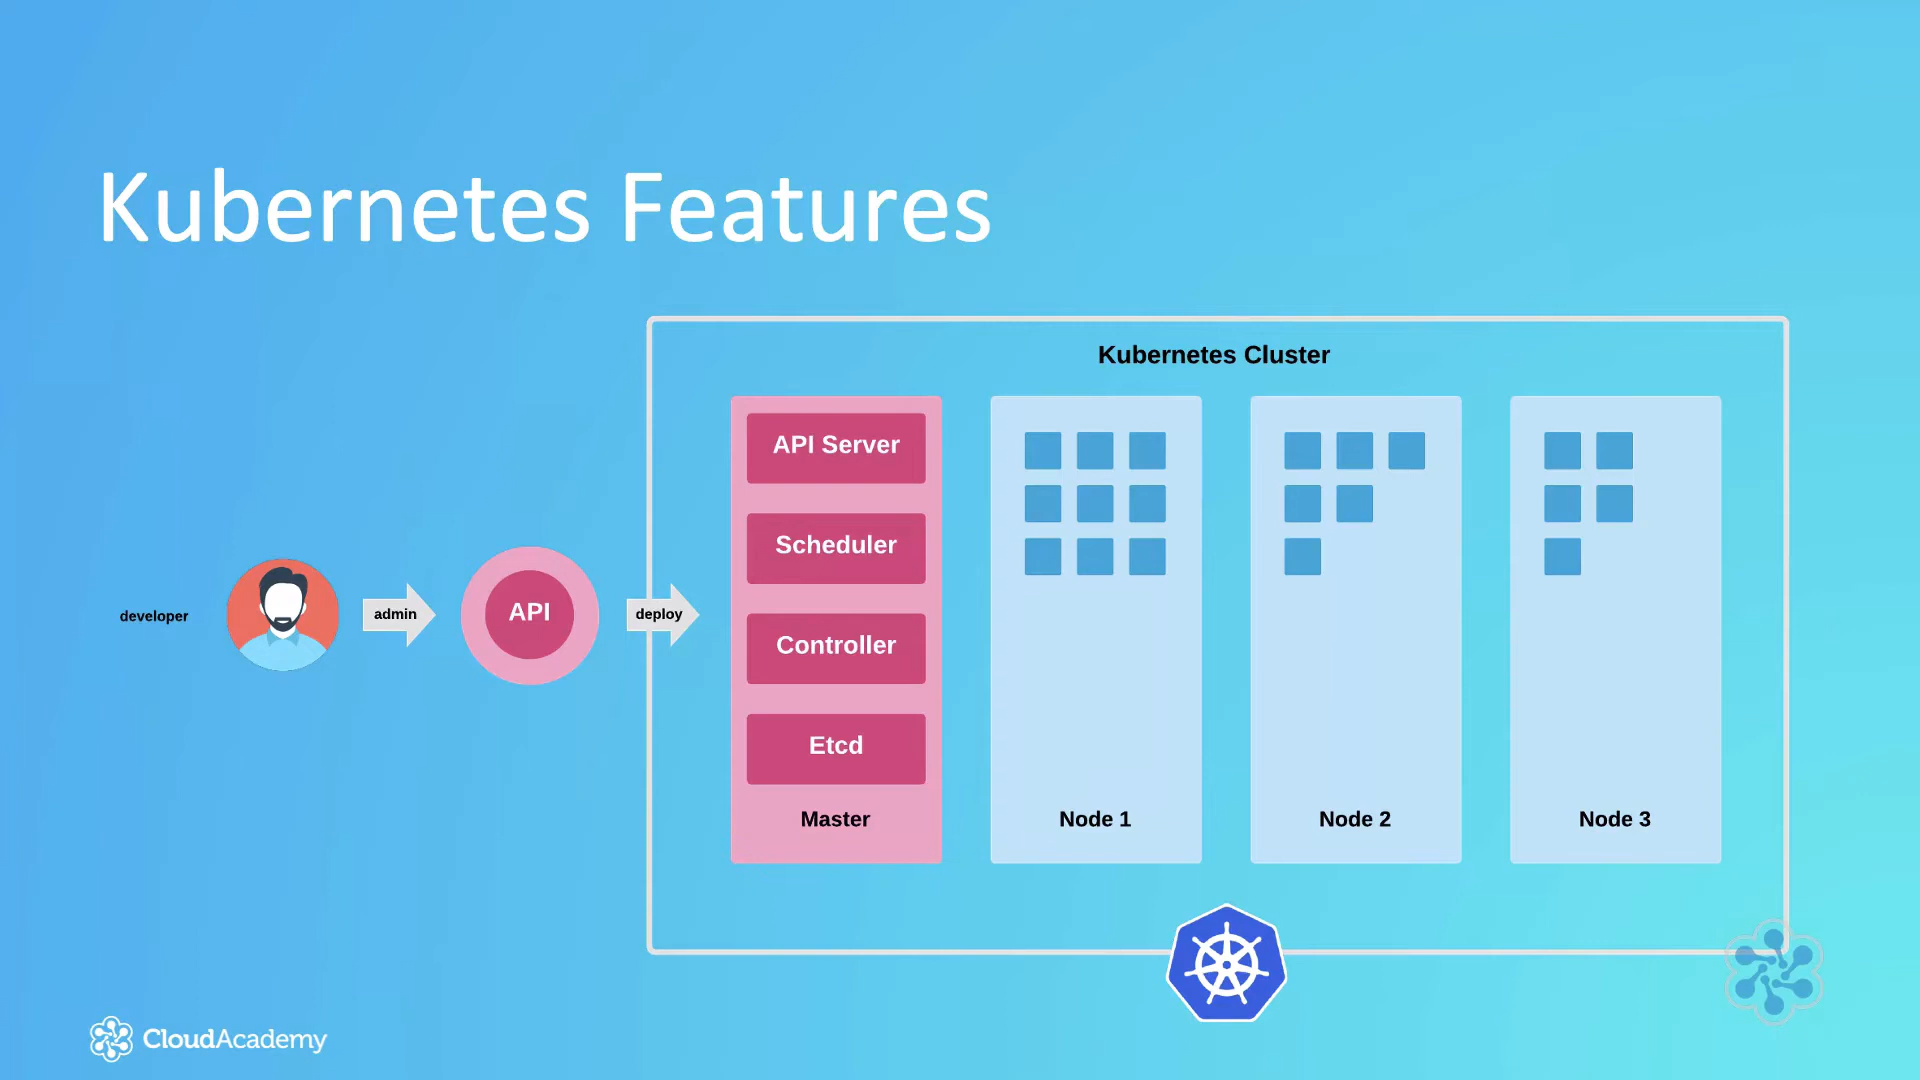 Kubernetes Features
Kubernetes Cluster
developer
admin
API
deploy
API Server
Scheduler
Controller
Etcd
Master
Node 1
Node 2
Node 3
CloudAcademy